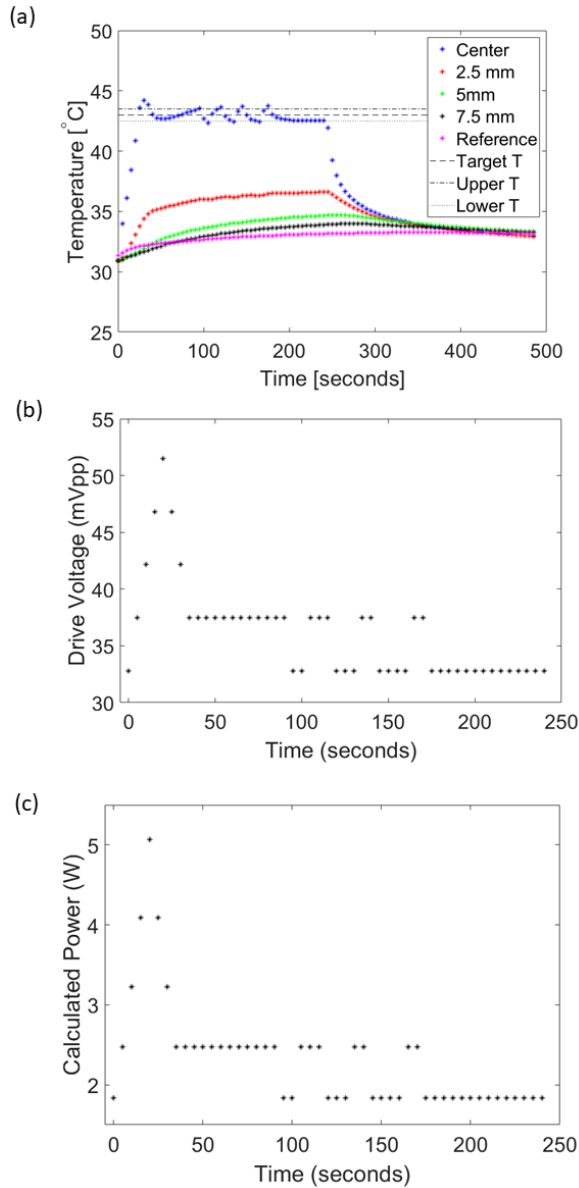 (a)
50
45
40
35
30
25
Temperature [°C]
Center
2.5 mm
5mm
7.5 mm
Reference
Target T
Upper T
Lower T
0 100 200 300 400 500
Time [seconds]
(b)
55
50
45
40
35
30
Drive Voltage (mVpp)
0 50 100 150 200 250
Time (seconds)
(c)
5
4
3
2
Calculated Power (W)
0 50 100 150 200 250
Time (seconds)